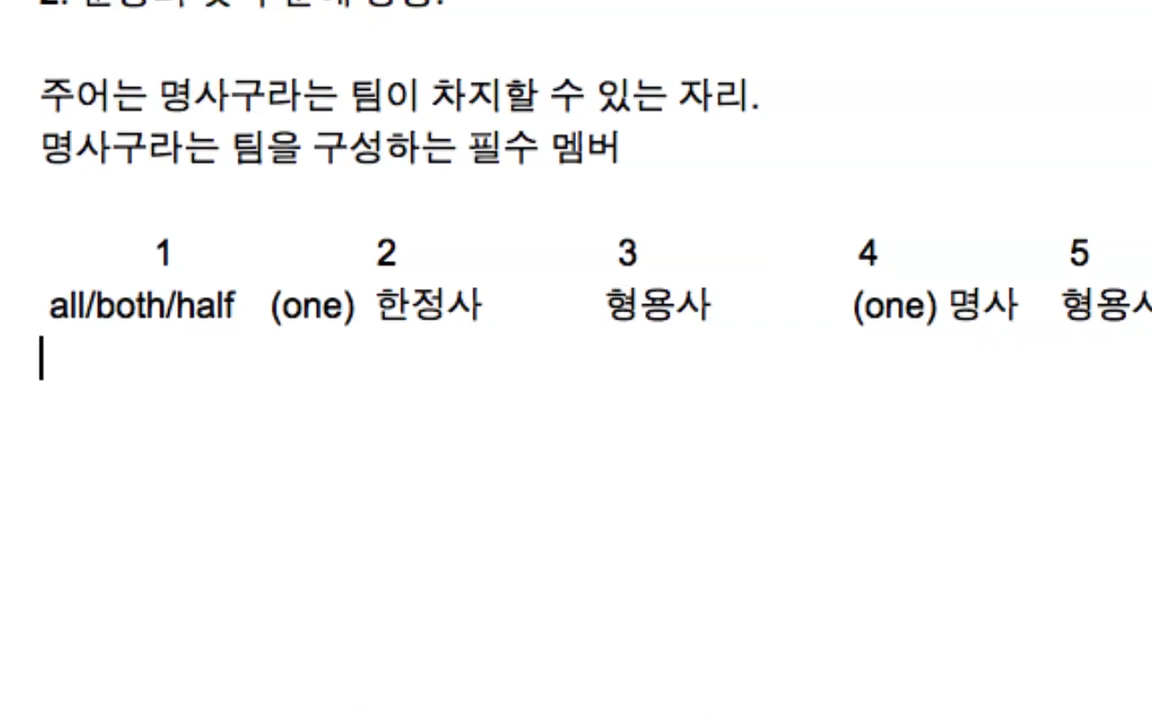 주어는 명사구라는 팀이 차지할 수 있는 자리.
명사구라는 팀을 구성하는 필수 멤버
1 2 3 4 5
all/both/half (one) 한정사 형용사 (one) 명사